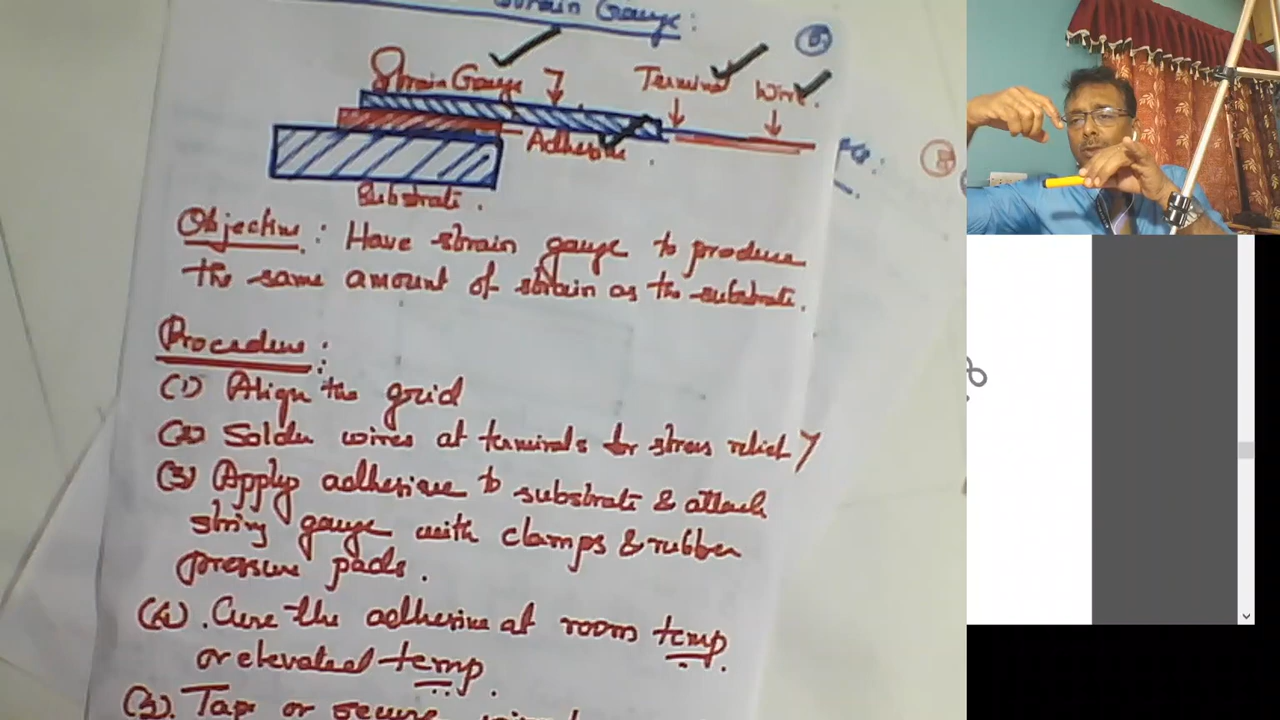 Strain Gauge:
5.
Strain Gauge
Terminal
Wire.
Adhesive
Substrate.
Objective: Have strain gauge to produce
the same amount of strain as the substrate.
Procedure:
(1) Align the grid
(2) Solder wires at terminals for stress relief
(3) Apply adhesive to substrate & attach
string gauge with clamps & rubber
pressure pads.
(4). Cure the adhesive at room temp
or elevated temp.
(5). Tape or secure
8